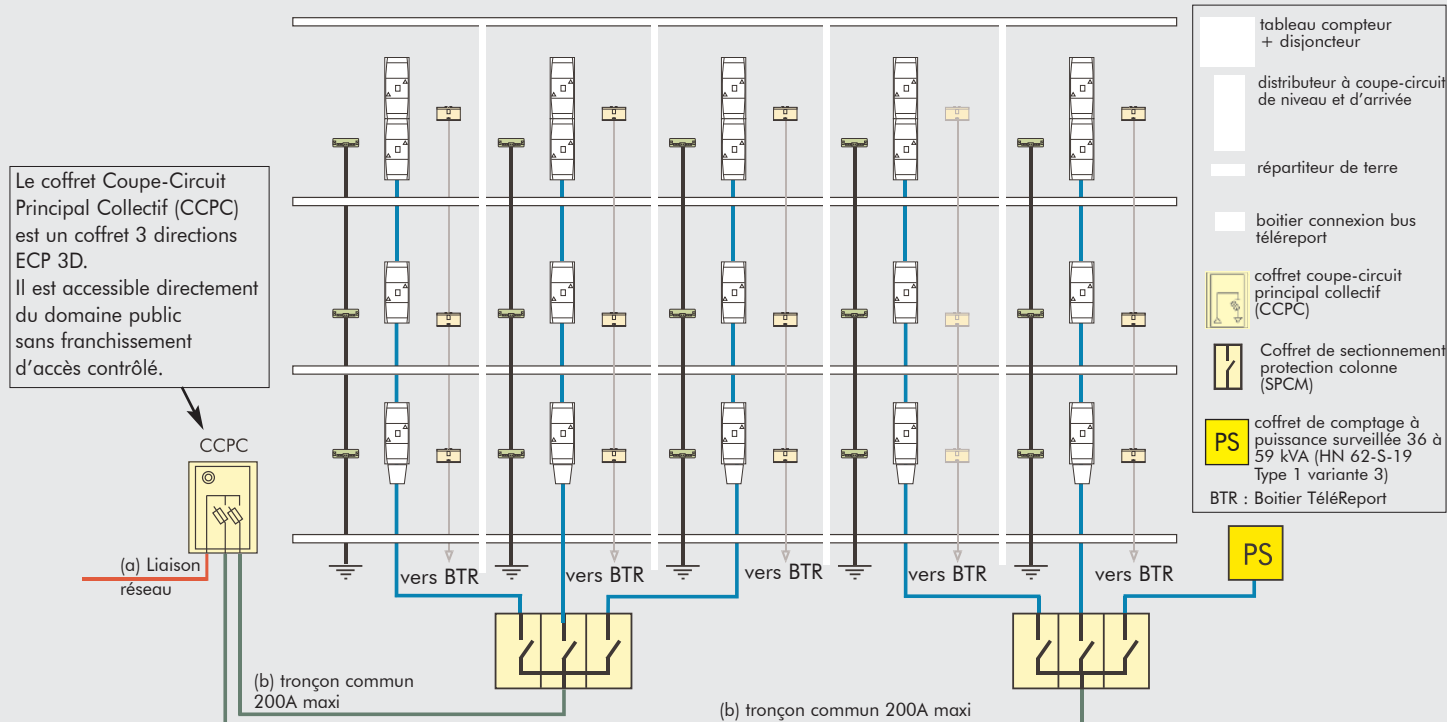 Le coffret Coupe-Circuit
Principal Collectif (CCPC)
est un coffret 3 directions
ECP 3D.
Il est accessible directement
du domaine public
sans franchissement
d'accès contrôlé.
CCPC
(a) Liaison
réseau
vers BTR
vers BTR
vers BTR
vers BTR
(b) tronçon commun
200A maxi
(b) tronçon commun 200A maxi
PS
tableau compteur
+ disjoncteur
distributeur à coupe-circuit
de niveau et d'arrivée
répartiteur de terre
boitier connexion bus
téléreport
coffret coupe-circuit
principal collectif
(CCPC)
Coffret de sectionnement
protection colonne
(SPCM)
PS
coffret de comptage à
puissance surveillée 36 à
59 kVA (HN 62-S-19
Type 1 variante 3)
BTR : Boitier TéléReport